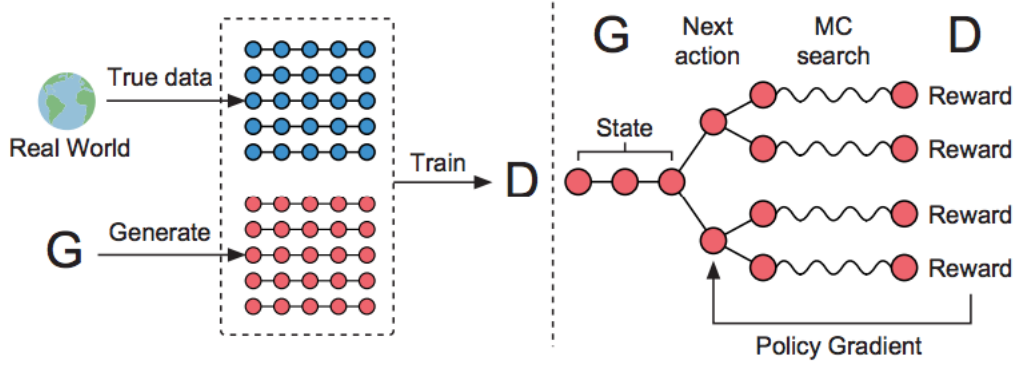 True data
Real World
G
Generate
Train
D
G
Next
action
MC
search
D
State
Reward
Reward
Reward
Reward
Policy Gradient